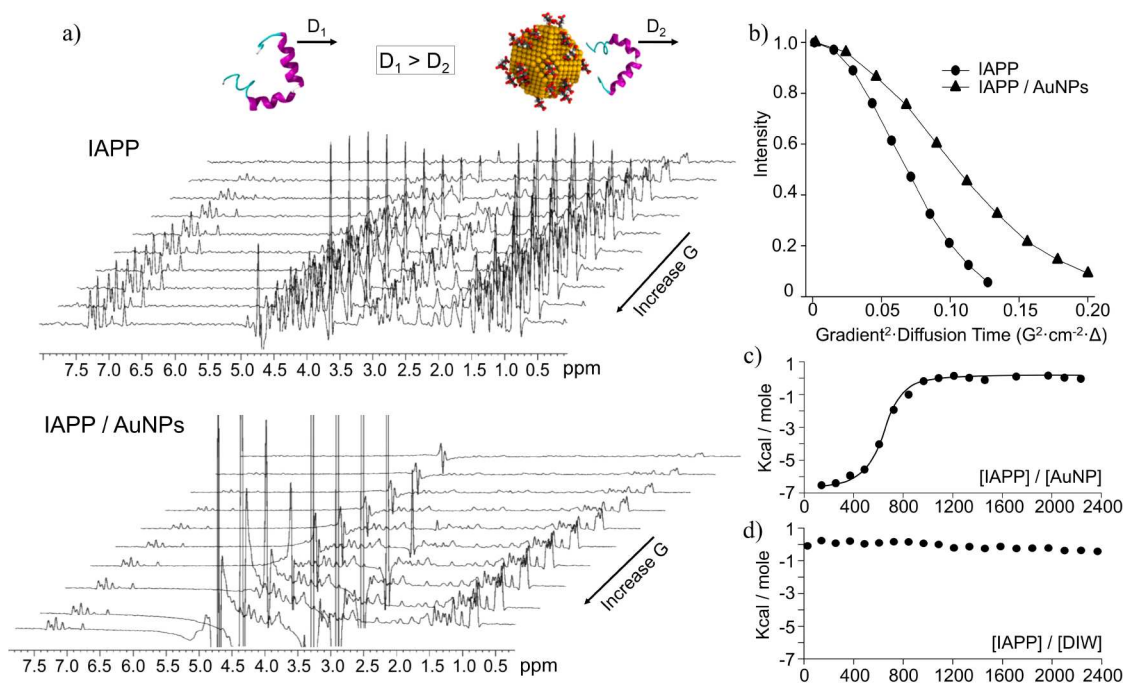 a)
D1
D1 > D2
D2
IAPP
Increase G
7.5 7.0 6.5 6.0 5.5 5.0 4.5 4.0 3.5 3.0 2.5 2.0 1.5 1.0 0.5 ppm
IAPP / AuNPs
Increase G
7.0 6.5 6.0 5.5 5.0 4.5 4.0 3.5 3.0 2.5 2.0 1.5 1.0 0.5 ppm
b)
IAPP
IAPP / AuNPs
Intensity
1.0
0.8
0.6
0.4
0.2
0
0 0.05 0.10 0.15 0.20
Gradient²·Diffusion Time (G²·cm⁻²·Δ)
c)
Kcal / mole
1
-1
-3
-5
-7
[IAPP] / [AuNP]
0 400 800 1200 1600 2000 2400
d)
Kcal / mole
1
-1
-3
-5
-7
[IAPP] / [DIW]
0 400 800 1200 1600 2000 2400